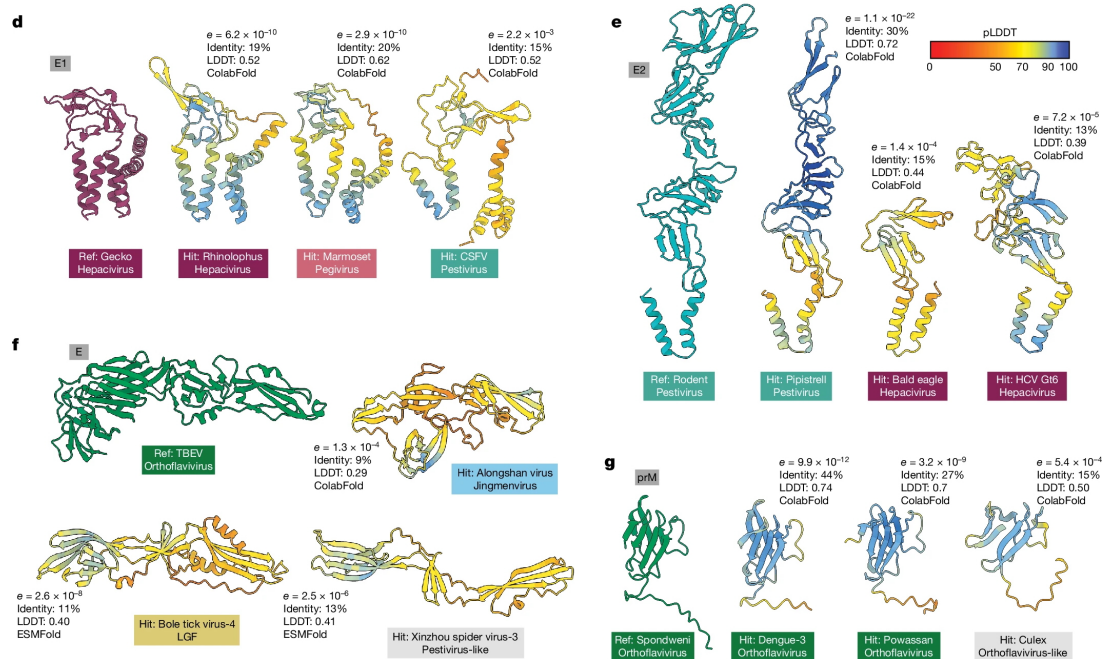 d
E1
e = 6.2 × 10⁻¹⁰
Identity: 19%
LDDT: 0.52
ColabFold
e = 2.9 × 10⁻¹⁰
Identity: 20%
LDDT: 0.62
ColabFold
e = 2.2 × 10⁻³
Identity: 15%
LDDT: 0.52
ColabFold
Ref: Gecko
Hepacivirus
Hit: Rhinolophus
Hepacivirus
Hit: Marmoset
Pegivirus
Hit: CSFV
Pestivirus
e
E2
e = 1.1 × 10⁻²²
Identity: 30%
LDDT: 0.72
ColabFold
pLDDT
0 50 70 90 100
e = 1.4 × 10⁻⁴
Identity: 15%
LDDT: 0.44
ColabFold
e = 7.2 × 10⁻⁵
Identity: 13%
LDDT: 0.39
ColabFold
Ref: Rodent
Pestivirus
Hit: Pipistrell
Pestivirus
Hit: Bald eagle
Hepacivirus
Hit: HCV Gt6
Hepacivirus
f
E
Ref: TBEV
Orthoflavivirus
e = 1.3 × 10⁻⁴
Identity: 9%
LDDT: 0.29
ColabFold
Hit: Alongshan virus
Jingmenvirus
e = 2.6 × 10⁻⁸
Identity: 11%
LDDT: 0.40
ESMFold
Hit: Bole tick virus-4
LGF
e = 2.5 × 10⁻⁶
Identity: 13%
LDDT: 0.41
ESMFold
Hit: Xinzhou spider virus-3
Pestivirus-like
g
prM
e = 9.9 × 10⁻¹²
Identity: 44%
LDDT: 0.74
ColabFold
e = 3.2 × 10⁻⁹
Identity: 27%
LDDT: 0.7
ColabFold
e = 5.4 × 10⁻⁴
Identity: 15%
LDDT: 0.50
ColabFold
Ref: Spondweni
Orthoflavivirus
Hit: Dengue-3
Orthoflavivirus
Hit: Powassan
Orthoflavivirus
Hit: Culex
Orthoflavivirus-like